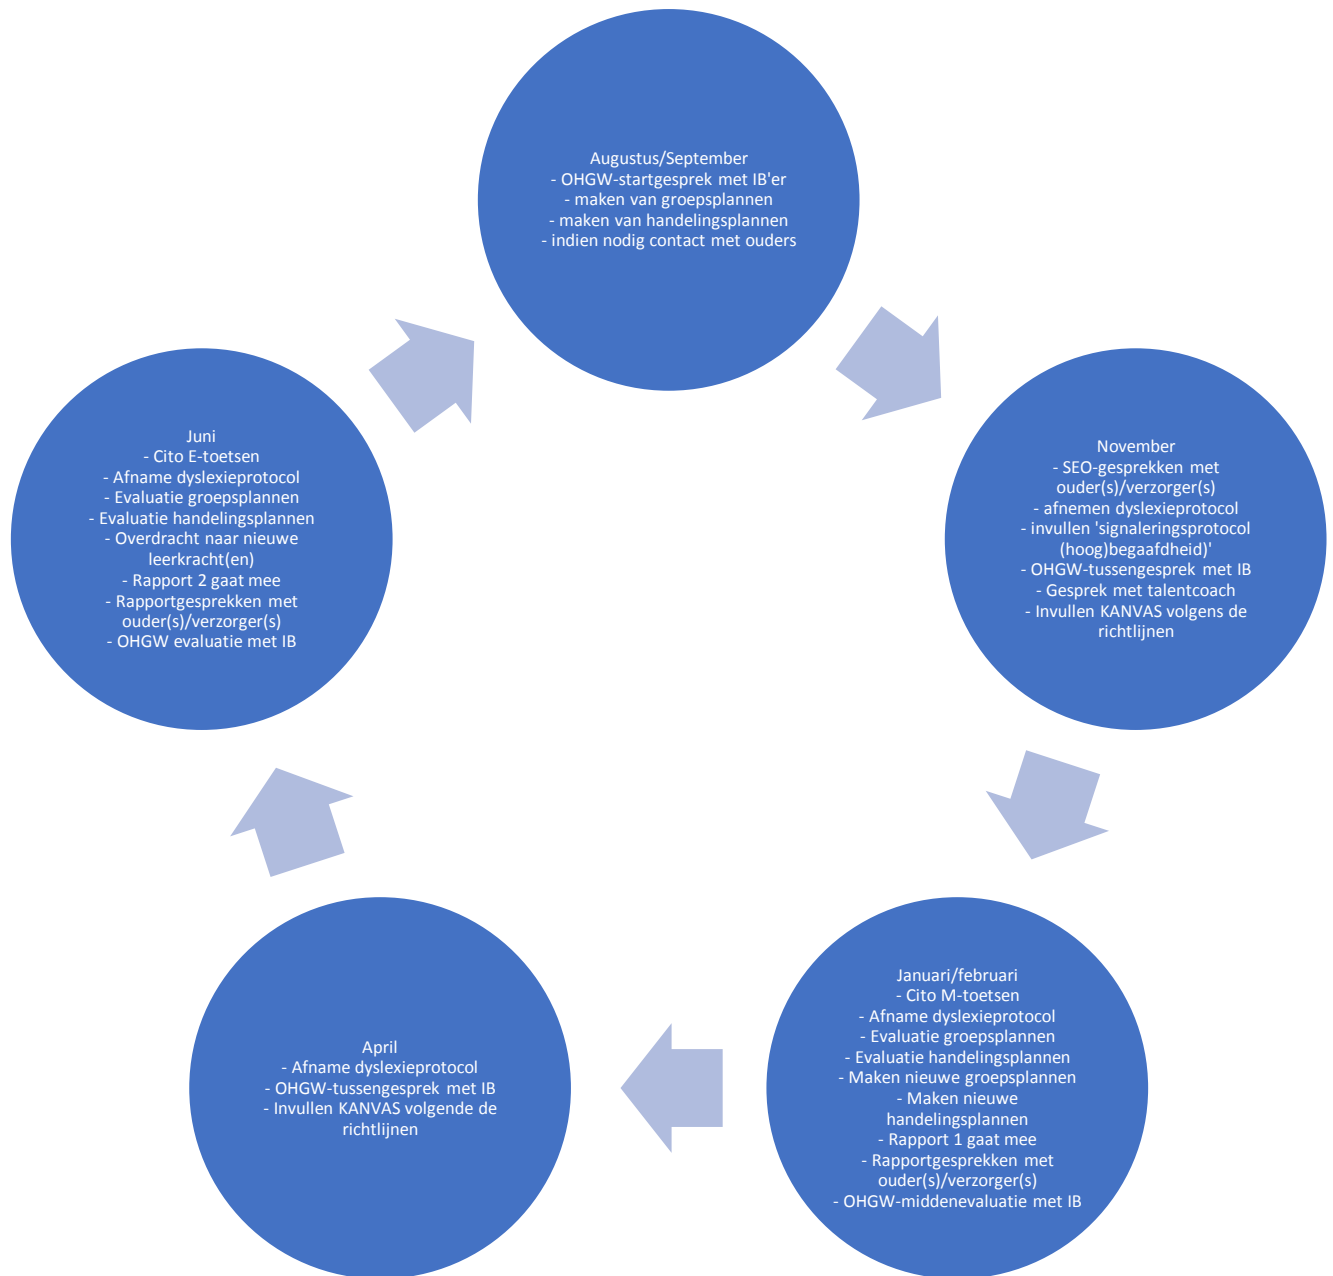 Augustus/September
- OHGW-startgesprek met IB'er
- maken van groepsplannen
- maken van handelingsplannen
- indien nodig contact met ouders
November
- SEO-gesprekken met
ouder(s)/verzorger(s)
- afnemen dyslexieprotocol
- invullen 'signaleringsprotocol
(hoog)begaafdheid)'
- OHGW-tussengesprek met IB
- Gesprek met talentcoach
- Invullen KANVAS volgens de
richtlijnen
Januari/februari
- Cito M-toetsen
- Afname dyslexieprotocol
- Evaluatie groepsplannen
- Evaluatie handelingsplannen
- Maken nieuwe groepsplannen
- Maken nieuwe
handelingsplannen
- Rapport 1 gaat mee
- Rapportgesprekken met
ouder(s)/verzorger(s)
- OHGW-middenevaluatie met IB
April
- Afname dyslexieprotocol
- OHGW-tussengesprek met IB
- Invullen KANVAS volgende de
richtlijnen
Juni
- Cito E-toetsen
- Afname dyslexieprotocol
- Evaluatie groepsplannen
- Evaluatie handelingsplannen
- Overdracht naar nieuwe
leerkracht(en)
- Rapport 2 gaat mee
- Rapportgesprekken met
ouder(s)/verzorger(s)
- OHGW evaluatie met IB